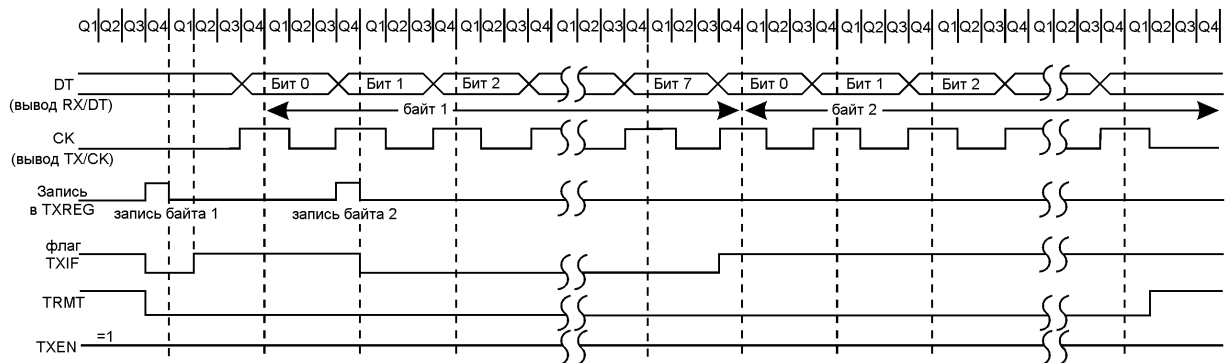 Q1 Q2 Q3 Q4 Q1 Q2 Q3 Q4 Q1 Q2 Q3 Q4 Q1 Q2 Q3 Q4 Q1 Q2 Q3 Q4 Q1 Q2 Q3 Q4 Q1 Q2 Q3 Q4 Q1 Q2 Q3 Q4 Q1 Q2 Q3 Q4 Q1 Q2 Q3 Q4 Q1 Q2 Q3 Q4 Q1 Q2 Q3 Q4
DT
(вывод RX/DT)
Бит 0 Бит 1 Бит 2 Бит 7 Бит 0 Бит 1 Бит 2
байт 1 байт 2
CK
(вывод TX/CK)
Запись
в TXREG
запись байта 1 запись байта 2
флаг
TXIF
TRMT
TXEN
=1